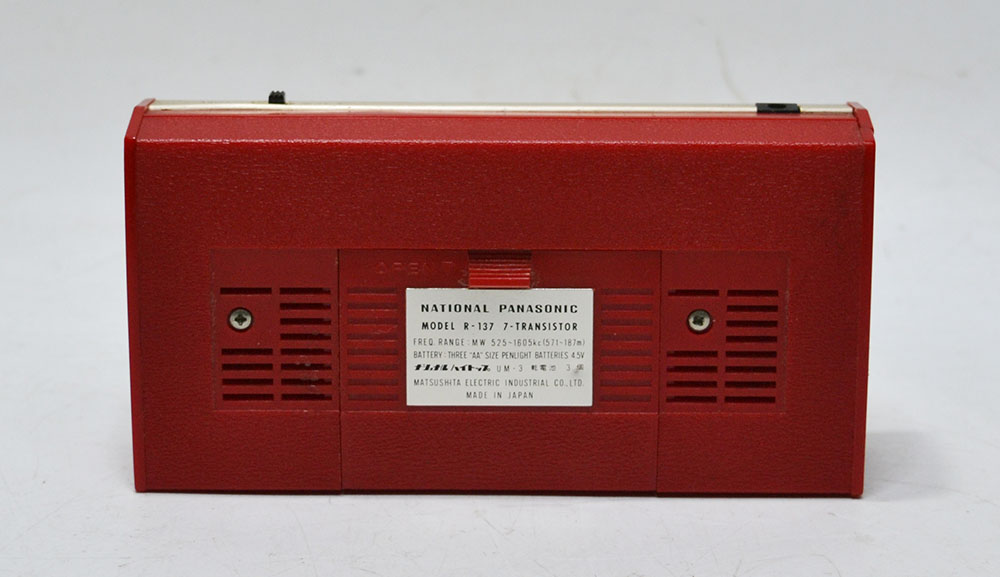 OPEN
NATIONAL PANASONIC
MODEL R-137 7-TRANSISTOR
FREQ. RANGE: MW 525~1605kc(571-187m)
BATTERY: THREE "AA" SIZE PENLIGHT BATTERIES 4.5V
ナショナルハイトップ UM-3 乾電池 3
MATSUSHITA ELECTRIC INDUSTRIAL CO., LTD.
MADE IN JAPAN